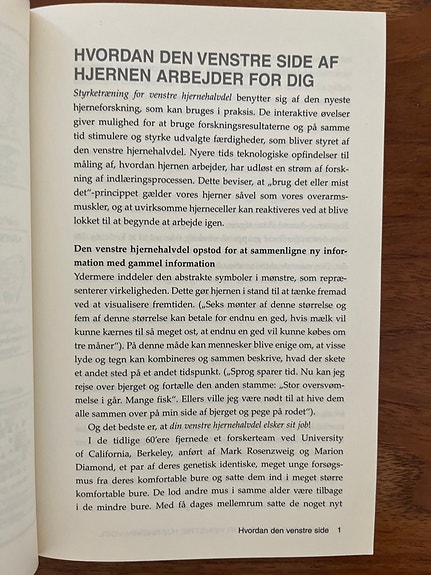 HVORDAN DEN VENSTRE SIDE AF
HJERNEN ARBEJDER FOR DIG
Styrketræning for venstre hjernehalvdel benytter sig af den nyeste
hjerneforskning, som kan bruges i praksis. De interaktive øvelser
giver mulighed for at bruge forskningsresultaterne og på samme
tid stimulere og styrke udvalgte færdigheder, som bliver styret af
den venstre hjernehalvdel. Nyere tids teknologiske opfindelser til
måling af, hvordan hjernen arbejder, har udløst en strøm af forsk-
ning af indlæringsprocessen. Dette beviser, at „brug det eller mist
det"-princippet gælder vores hjerner såvel som vores overarms-
muskler, og at uvirksomme hjerneceller kan reaktiveres ved at blive
lokket til at begynde at arbejde igen.
Den venstre hjernehalvdel opstod for at sammenligne ny infor-
mation med gammel information
Ydermere inddeler den abstrakte symboler i mønstre, som repræ-
senterer virkeligheden. Dette gør hjernen i stand til at tænke fremad
ved at visualisere fremtiden. („Seks mønter af denne størrelse og
fem af denne størrelse kan betale for endnu en ged, hvis mælk vil
kunne kærnes til så meget ost, at endnu en ged vil kunne købes om
tre måner"). På denne måde kan mennesker blive enige om, at visse
lyde og tegn kan kombineres og sammen beskrive, hvad der skete
et andet sted på et andet tidspunkt. („Sprog sparer tid. Nu kan jeg
rejse over bjerget og fortælle den anden stamme: „Stor oversvøm-
melse i går. Mange fisk". Ellers ville jeg være nødt til at hive dem
alle sammen over på min side af bjerget og pege på rodet").
Og det bedste er, at din venstre hjernehalvdel elsker sit job!
I de tidlige 60'ere fjernede et forskerteam ved University
of California, Berkeley, anført af Mark Rosenzweig og Marion
Diamond, et par af deres genetisk identiske, meget unge forsøgs-
mus fra deres komfortable bure og satte dem ind i meget større
komfortable bure. De lod andre mus i samme alder være tilbage
i de mindre bure. Med få dages mellemrum satte de noget nyt
Hvordan den venstre side 1